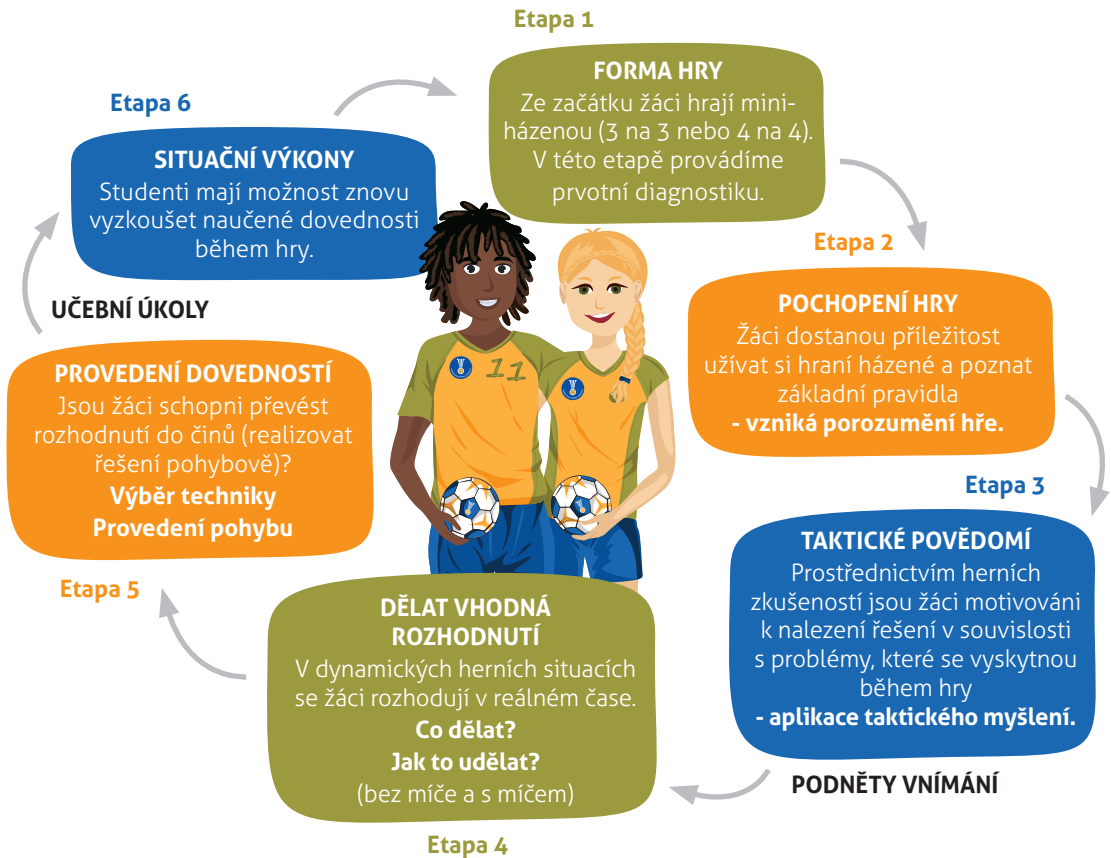 Etapa 1
FORMA HRY
Ze začátku žáci hrají mini-
házenou (3 na 3 nebo 4 na 4).
V této etapě provádíme
prvotní diagnostiku.
Etapa 2
POCHOPENÍ HRY
Žáci dostanou příležitost
užívat si hraní házené a poznat
základní pravidla
- vzniká porozumění hře.
Etapa 3
TAKTICKÉ POVĚDOMÍ
Prostřednictvím herních
zkušeností jsou žáci motivováni
k nalezení řešení v souvislosti
s problémy, které se vyskytnou
během hry
- aplikace taktického myšlení.
PODNĚTY VNÍMÁNÍ
DĚLAT VHODNÁ
ROZHODNUTÍ
V dynamických herních situacích
se žáci rozhodují v reálném čase.
Co dělat?
Jak to udělat?
(bez míče a s míčem)
Etapa 4
PROVEDENÍ DOVEDNOSTÍ
Jsou žáci schopni převést
rozhodnutí do činů (realizovat
řešení pohybově)?
Výběr techniky
Provedení pohybu
Etapa 5
UČEBNÍ ÚKOLY
Etapa 6
SITUAČNÍ VÝKONY
Studenti mají možnost znovu
vyzkoušet naučené dovednosti
během hry.
11